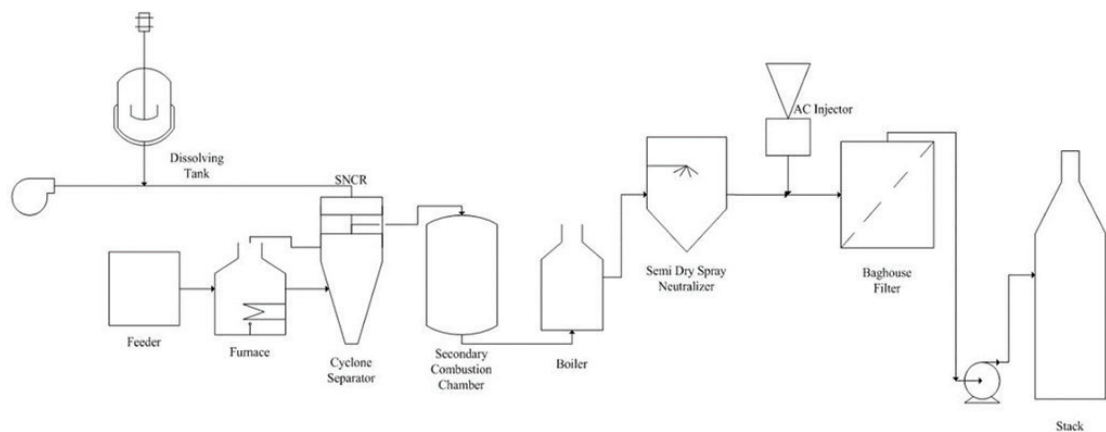 Dissolving
Tank
SNCR
AC Injector
Feeder
Furnace
Cyclone
Separator
Secondary
Combustion
Chamber
Boiler
Semi Dry Spray
Neutralizer
Baghouse
Filter
Stack